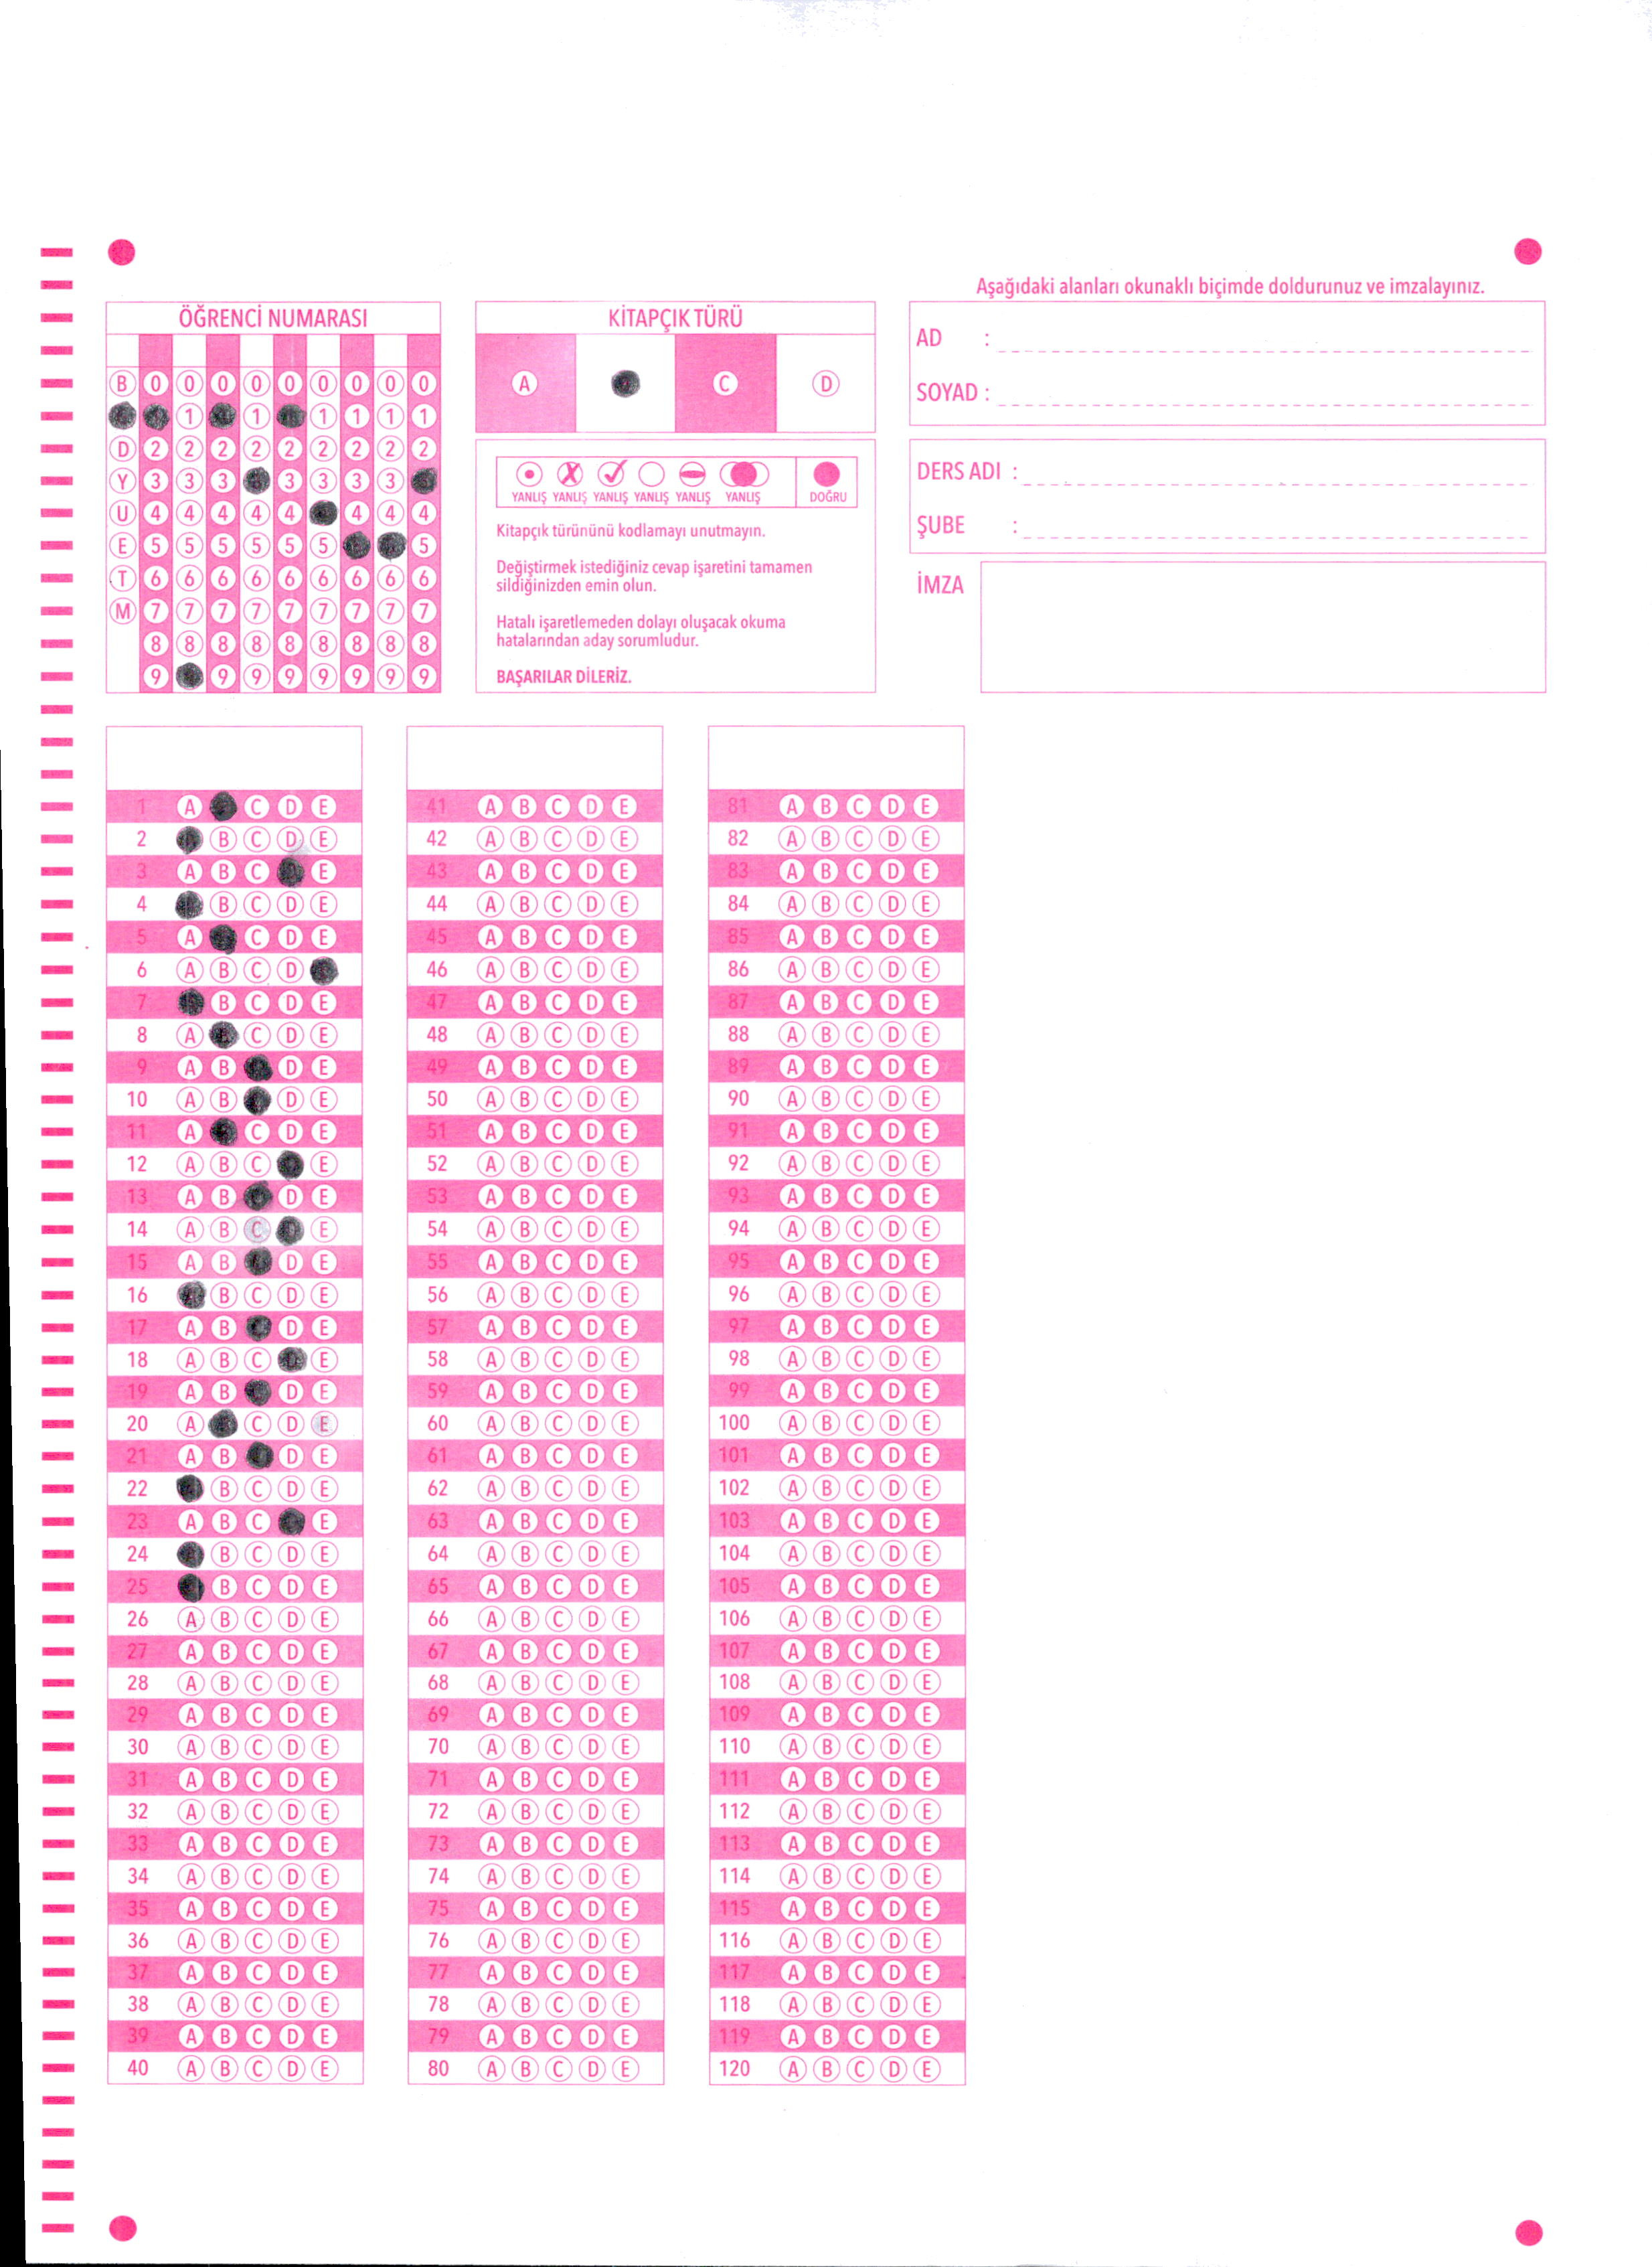 Aşağıdaki alanları okunaklı biçimde doldurunuz ve imzalayınız.
ÖĞRENCİ NUMARASI
B 0 0 0 0 0 0 0 0 0
1 1 1 1 1 1
D 2 2 2 2 2 2 2 2 2
Y 3 3 3 3 3 3 3
U 4 4 4 4 4 4 4 4
E 5 5 5 5 5 5 5
T 6 6 6 6 6 6 6 6 6
M 7 7 7 7 7 7 7 7 7
8 8 8 8 8 8 8 8 8
9 9 9 9 9 9 9 9
KİTAPÇIK TÜRÜ
A C D
YANLIŞ YANLIŞ YANLIŞ YANLIŞ YANLIŞ YANLIŞ DOĞRU
Kitapçık türününü kodlamayı unutmayın.
Değiştirmek istediğiniz cevap işaretini tamamen
sildiğinizden emin olun.
Hatalı işaretlemeden dolayı oluşacak okuma
hatalarından aday sorumludur.
BAŞARILAR DİLERİZ.
AD :
SOYAD :
DERS ADI :
ŞUBE :
İMZA
1 A C D E
2 B C D E
3 A B C E
4 B C D E
5 A C D E
6 A B C D
7 B C D E
8 A C D E
9 A B D E
10 A B D E
11 A C D E
12 A B C E
13 A B D E
14 A B C E
15 A B D E
16 B C D E
17 A B D E
18 A B C E
19 A B D E
20 A C D E
21 A B D E
22 B C D E
23 A B C E
24 B C D E
25 B C D E
26 A B C D E
27 A B C D E
28 A B C D E
29 A B C D E
30 A B C D E
31 A B C D E
32 A B C D E
33 A B C D E
34 A B C D E
35 A B C D E
36 A B C D E
37 A B C D E
38 A B C D E
39 A B C D E
40 A B C D E
41 A B C D E
42 A B C D E
43 A B C D E
44 A B C D E
45 A B C D E
46 A B C D E
47 A B C D E
48 A B C D E
49 A B C D E
50 A B C D E
51 A B C D E
52 A B C D E
53 A B C D E
54 A B C D E
55 A B C D E
56 A B C D E
57 A B C D E
58 A B C D E
59 A B C D E
60 A B C D E
61 A B C D E
62 A B C D E
63 A B C D E
64 A B C D E
65 A B C D E
66 A B C D E
67 A B C D E
68 A B C D E
69 A B C D E
70 A B C D E
71 A B C D E
72 A B C D E
73 A B C D E
74 A B C D E
75 A B C D E
76 A B C D E
77 A B C D E
78 A B C D E
79 A B C D E
80 A B C D E
81 A B C D E
82 A B C D E
83 A B C D E
84 A B C D E
85 A B C D E
86 A B C D E
87 A B C D E
88 A B C D E
89 A B C D E
90 A B C D E
91 A B C D E
92 A B C D E
93 A B C D E
94 A B C D E
95 A B C D E
96 A B C D E
97 A B C D E
98 A B C D E
99 A B C D E
100 A B C D E
101 A B C D E
102 A B C D E
103 A B C D E
104 A B C D E
105 A B C D E
106 A B C D E
107 A B C D E
108 A B C D E
109 A B C D E
110 A B C D E
111 A B C D E
112 A B C D E
113 A B C D E
114 A B C D E
115 A B C D E
116 A B C D E
117 A B C D E
118 A B C D E
119 A B C D E
120 A B C D E